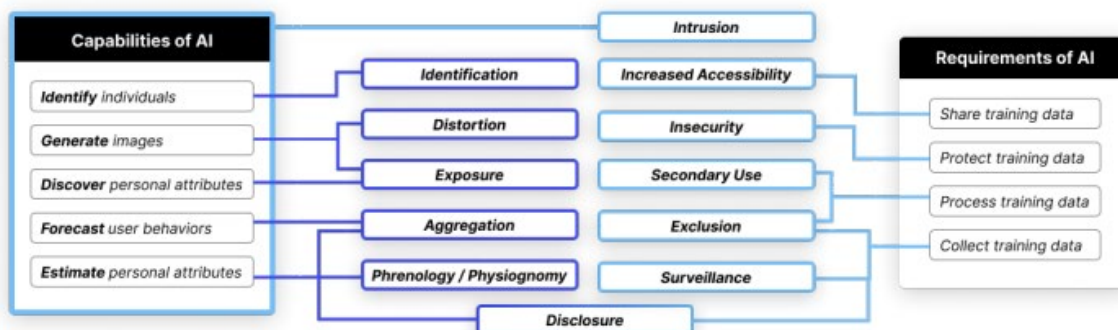 Capabilities of AI
Identify individuals
Generate images
Discover personal attributes
Forecast user behaviors
Estimate personal attributes
Identification
Distortion
Exposure
Aggregation
Phrenology / Physiognomy
Disclosure
Intrusion
Increased Accessibility
Insecurity
Secondary Use
Exclusion
Surveillance
Requirements of AI
Share training data
Protect training data
Process training data
Collect training data